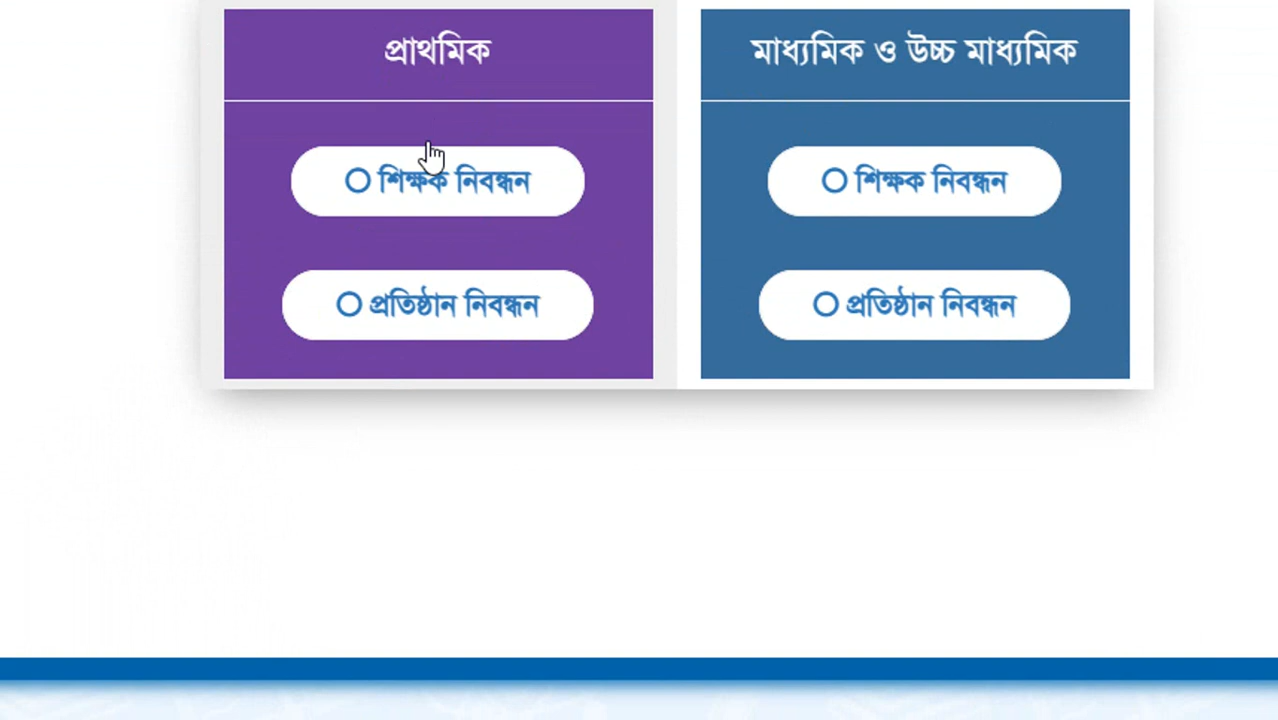 প্রাথমিক
শিক্ষক নিবন্ধন
প্রতিষ্ঠান নিবন্ধন
মাধ্যমিক ও উচ্চ মাধ্যমিক
শিক্ষক নিবন্ধন
প্রতিষ্ঠান নিবন্ধন